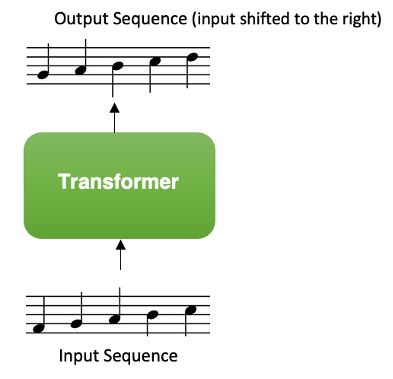 Output Sequence (input shifted to the right)
Transformer
Input Sequence